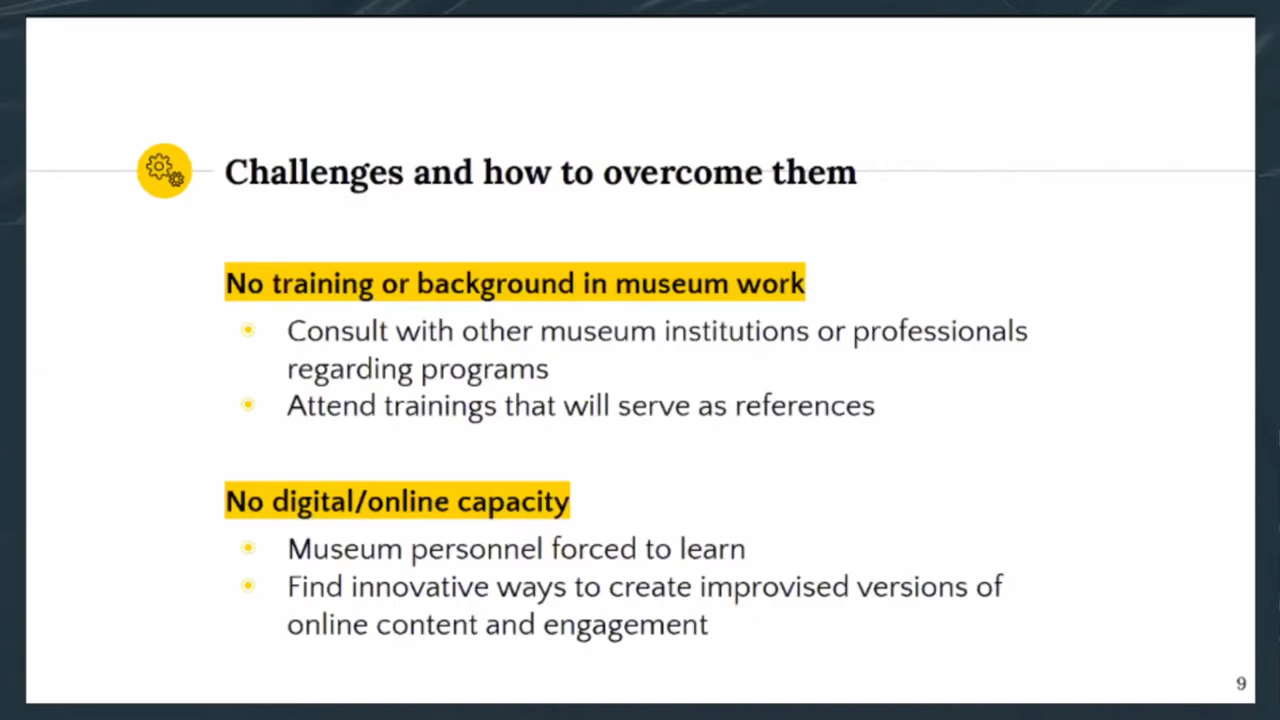 Challenges and how to overcome them
No training or background in museum work
Consult with other museum institutions or professionals
regarding programs
Attend trainings that will serve as references
No digital/online capacity
Museum personnel forced to learn
Find innovative ways to create improvised versions of
online content and engagement
9